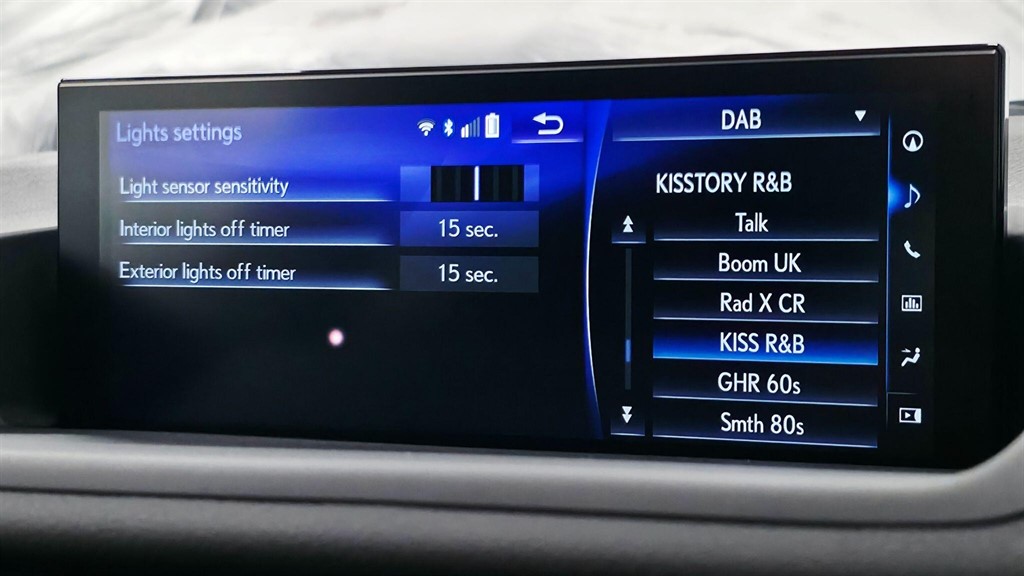 Lights settings
Light sensor sensitivity
Interior lights off timer
15 sec.
Exterior lights off timer
15 sec.
DAB
KISSTORY R&B
Talk
Boom UK
Rad X CR
KISS R&B
GHR 60s
Smth 80s